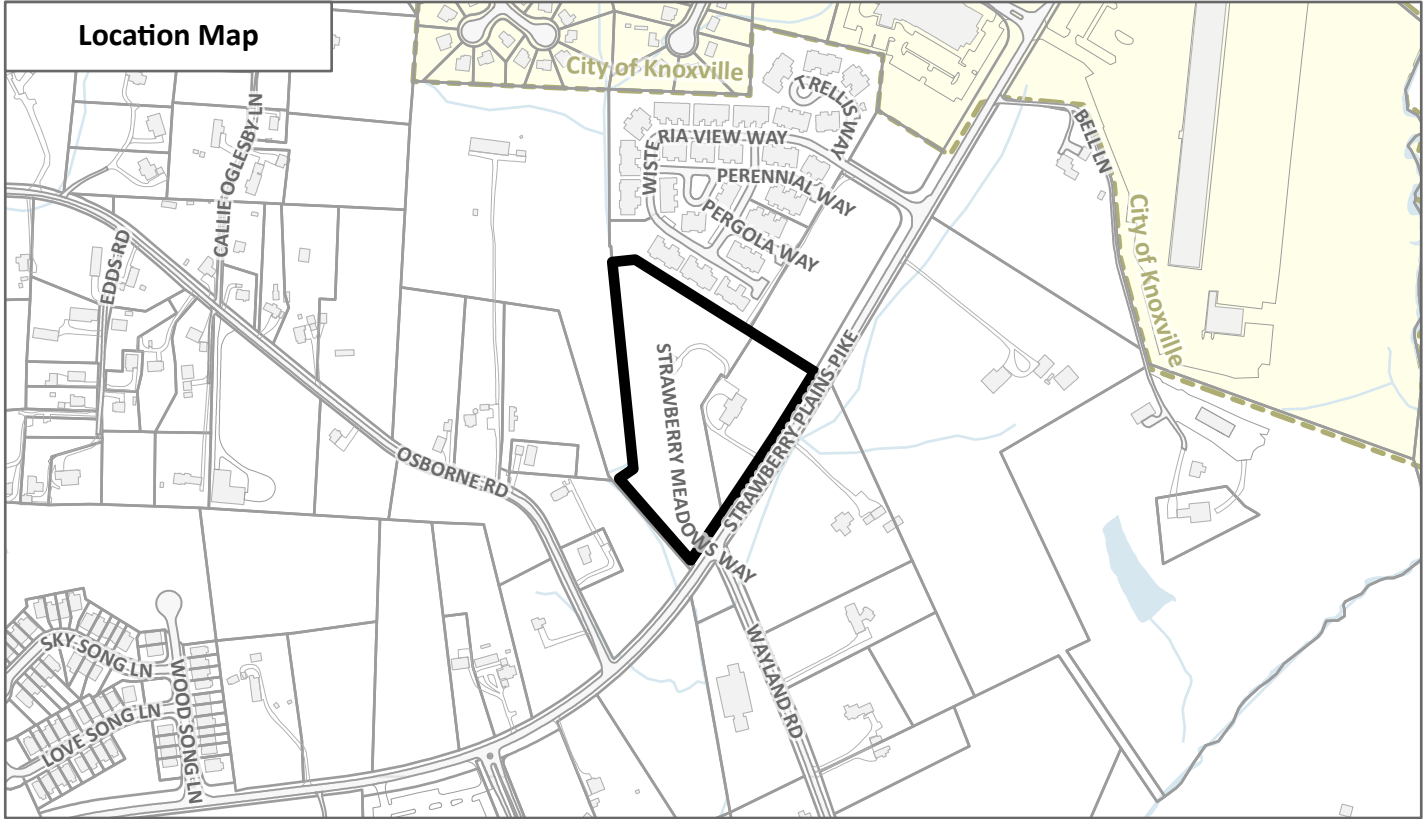 Location Map
City of Knoxville
TRELLIS WAY
CALLIE OGLESBY LN
WISTE RIA VIEW WAY
BELL LN
PERENNIAL WAY
PERGOLA WAY
City of Knoxville
EDDS RD
STRAWBERRY PLAINS PIKE
STRAWBERRY MEADOWS WAY
OSBORNE RD
WAYLAND RD
SKY SONG LN
WOOD SONG LN
LOVE SONG LN